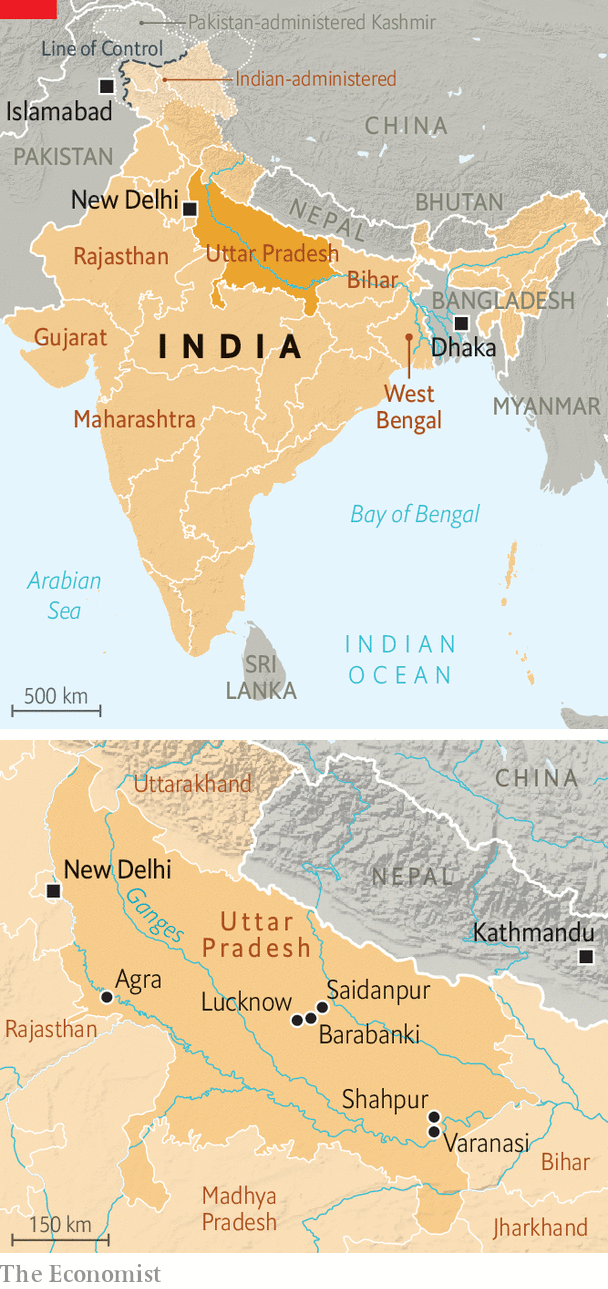 Pakistan-administered Kashmir
Line of Control
Indian-administered
Islamabad
CHINA
PAKISTAN
New Delhi
NEPAL
BHUTAN
Rajasthan
Uttar Pradesh
Bihar
BANGLADESH
Gujarat
INDIA
Dhaka
West
Bengal
MYANMAR
Maharashtra
Bay of Bengal
Arabian
Sea
INDIAN
OCEAN
SRI
LANKA
500 km
Uttarakhand
CHINA
New Delhi
NEPAL
Ganges
Uttar
Pradesh
Kathmandu
Agra
Saidanpur
Lucknow
Barabanki
Rajasthan
Shahpur
Varanasi
Bihar
Madhya
Pradesh
Jharkhand
150 km
The Economist